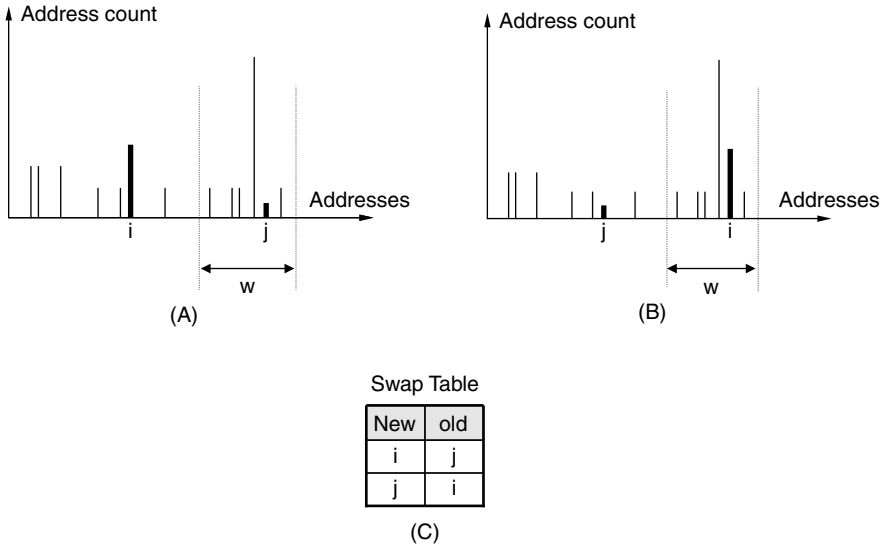 Address count
Addresses
i
j
w
(A)
Address count
Addresses
j
i
w
(B)
Swap Table
New old
i j
j i
(C)